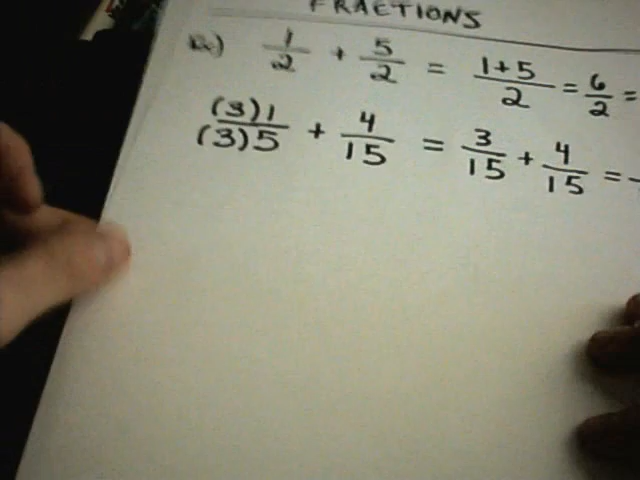 FRACTIONS
a) 1/2 + 5/2 = 1+5/2 = 6/2 =
(3)1/(3)5 + 4/15 = 3/15 + 4/15 =